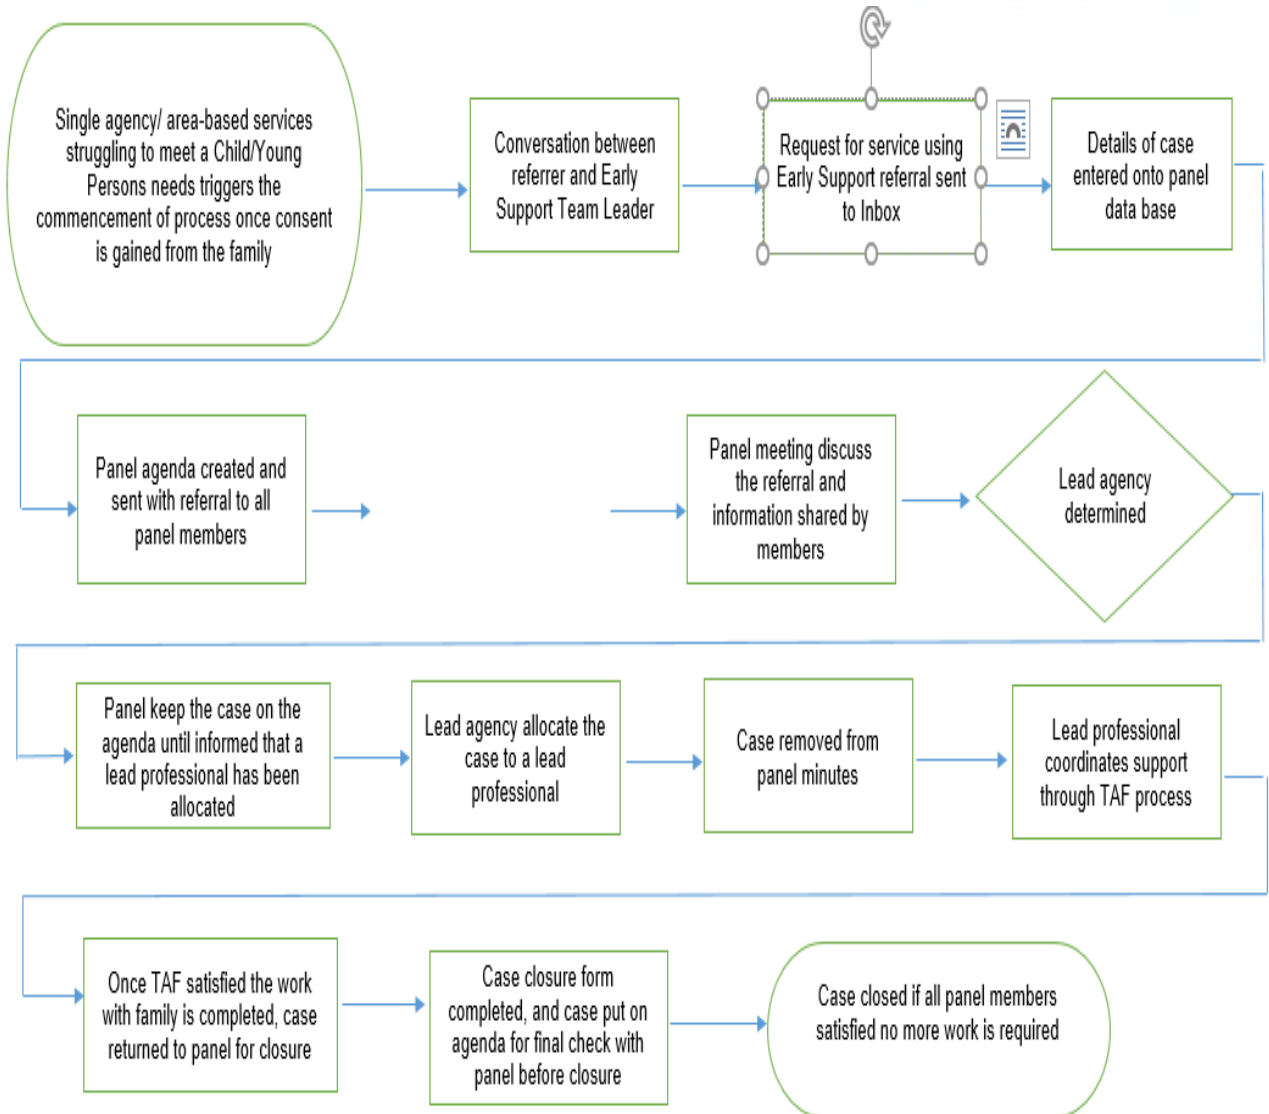 Single agency/ area-based services
struggling to meet a Child/Young
Persons needs triggers the
commencement of process once consent
is gained from the family
Conversation between
referrer and Early
Support Team Leader
Request for service using
Early Support referral sent
to Inbox
Details of case
entered onto panel
data base
Panel agenda created and
sent with referral to all
panel members
Panel meeting discuss
the referral and
information shared by
members
Lead agency
determined
Panel keep the case on the
agenda until informed that a
lead professional has been
allocated
Lead agency allocate the
case to a lead
professional
Case removed from
panel minutes
Lead professional
coordinates support
through TAF process
Once TAF satisfied the work
with family is completed, case
returned to panel for closure
Case closure form
completed, and case put on
agenda for final check with
panel before closure
Case closed if all panel members
satisfied no more work is required